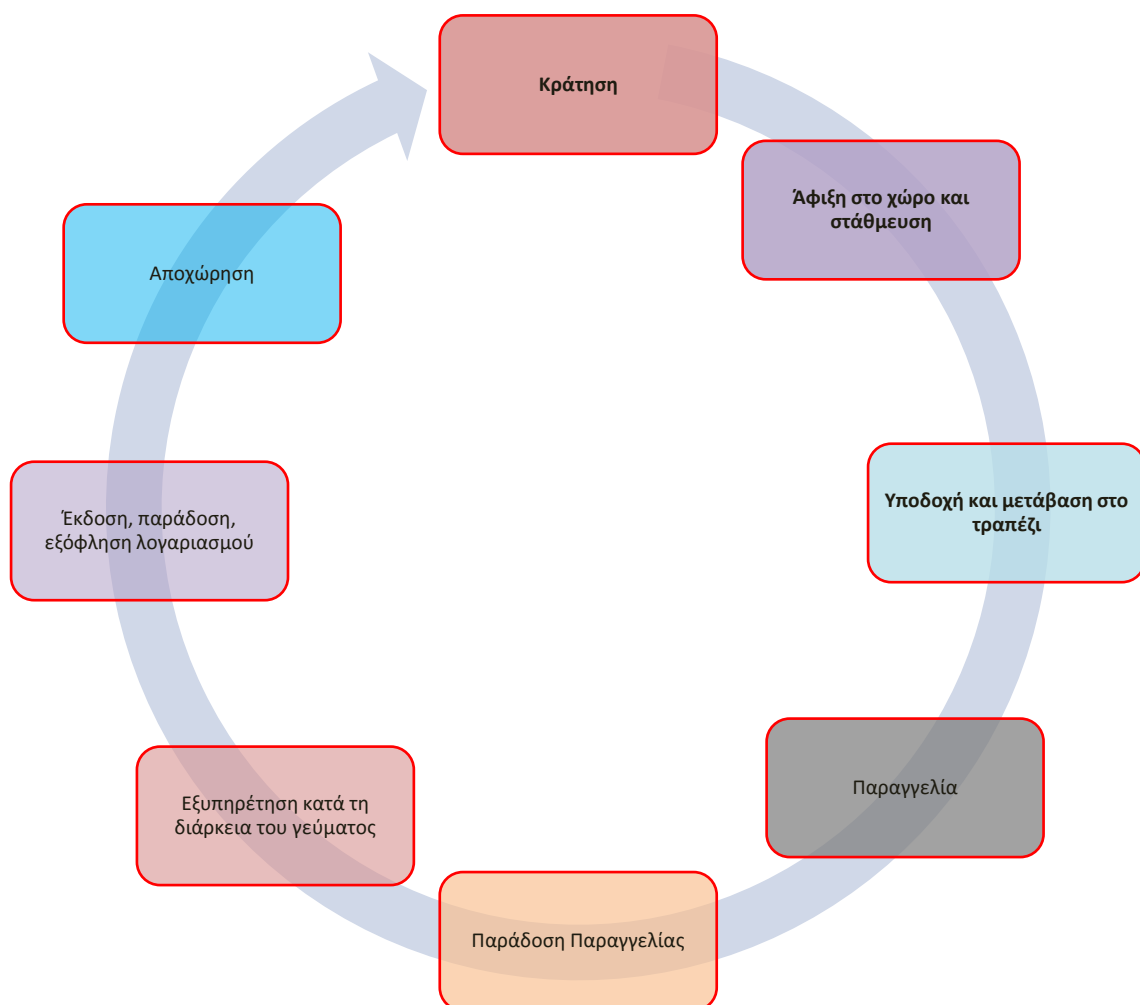 Κράτηση
Άφιξη στο χώρο και
στάθμευση
Υποδοχή και μετάβαση στο
τραπέζι
Παραγγελία
Παράδοση Παραγγελίας
Εξυπηρέτηση κατά τη
διάρκεια του γεύματος
Έκδοση, παράδοση,
εξόφληση λογαριασμού
Αποχώρηση